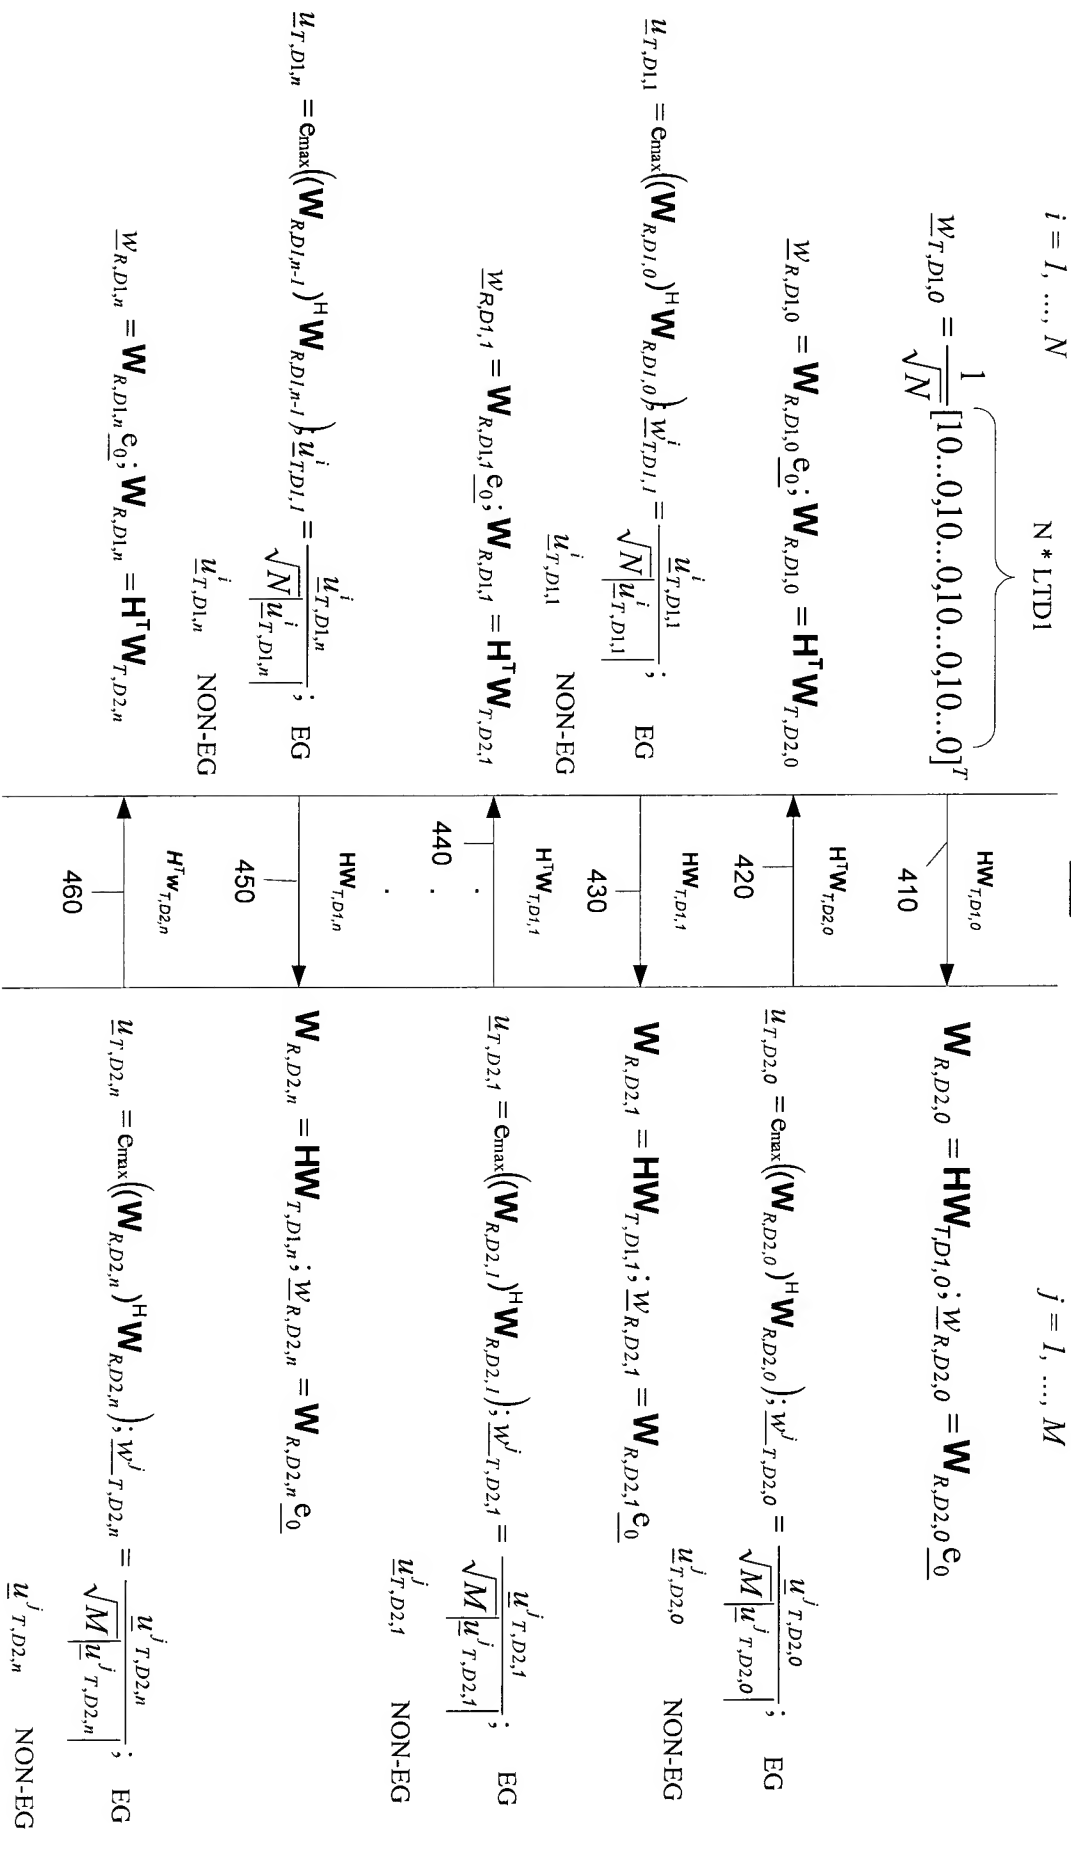 i = 1, ..., N
N * LTD1
w_{T,D1,0} = 1/√N [10...0,10...0,10...0,10...0]^T
w_{R,D1,0} = W_{R,D1,0} e_0; W_{R,D1,0} = H^T W_{T,D2,0}
u_{T,D1,1} = e_max((W_{R,D1,0})^H W_{R,D1,0}); w^i_{T,D1,1} = u^i_{T,D1,1} / √N|u^i_{T,D1,1}|; EG
u^i_{T,D1,1} NON-EG
w_{R,D1,1} = W_{R,D1,1} e_0; W_{R,D1,1} = H^T W_{T,D2,1}
u_{T,D1,n} = e_max((W_{R,D1,n-1})^H W_{R,D1,n-1}); u^i_{T,D1,1} = u^i_{T,D1,n} / √N|u^i_{T,D1,n}|; EG
u^i_{T,D1,n} NON-EG
w_{R,D1,n} = W_{R,D1,n} e_0; W_{R,D1,n} = H^T W_{T,D2,n}
HW_{T,D1,0}
410
H^T W_{T,D2,0}
420
HW_{T,D1,1}
430
H^T W_{T,D1,1}
440
. . .
HW_{T,D1,n}
450
H^T W_{T,D2,n}
460
j = 1, ..., M
W_{R,D2,0} = HW_{T,D1,0}; w_{R,D2,0} = W_{R,D2,0} e_0
u_{T,D2,0} = e_max((W_{R,D2,0})^H W_{R,D2,0}); w^j_{T,D2,0} = u^j_{T,D2,0} / √M|u^j_{T,D2,0}|; EG
u^j_{T,D2,0} NON-EG
W_{R,D2,1} = HW_{T,D1,1}; w_{R,D2,1} = W_{R,D2,1} e_0
u_{T,D2,1} = e_max((W_{R,D2,1})^H W_{R,D2,1}); w^j_{T,D2,1} = u^j_{T,D2,1} / √M|u^j_{T,D2,1}|; EG
u^j_{T,D2,1} NON-EG
W_{R,D2,n} = HW_{T,D1,n}; w_{R,D2,n} = W_{R,D2,n} e_0
u_{T,D2,n} = e_max((W_{R,D2,n})^H W_{R,D2,n}); w^j_{T,D2,n} = u^j_{T,D2,n} / √M|u^j_{T,D2,n}|; EG
u^j_{T,D2,n} NON-EG